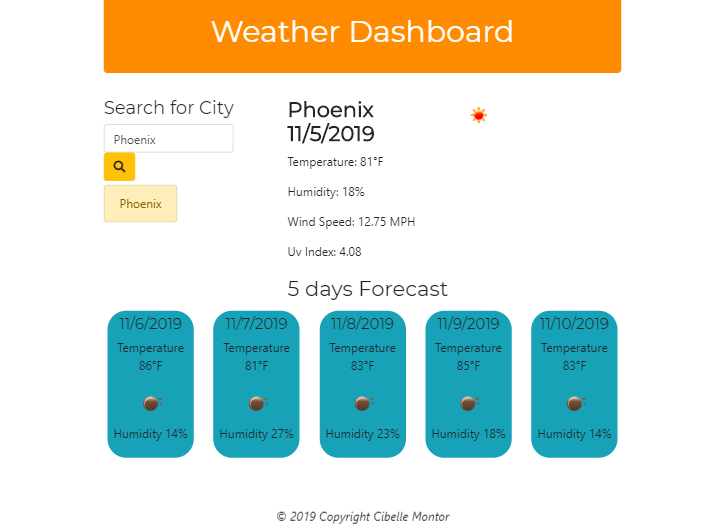 Weather Dashboard
Search for City
Phoenix
Phoenix
Phoenix
11/5/2019
Temperature: 81°F
Humidity: 18%
Wind Speed: 12.75 MPH
Uv Index: 4.08
5 days Forecast
11/6/2019
Temperature
86°F
Humidity 14%
11/7/2019
Temperature
81°F
Humidity 27%
11/8/2019
Temperature
83°F
Humidity 23%
11/9/2019
Temperature
85°F
Humidity 18%
11/10/2019
Temperature
83°F
Humidity 14%
© 2019 Copyright Cibelle Montor